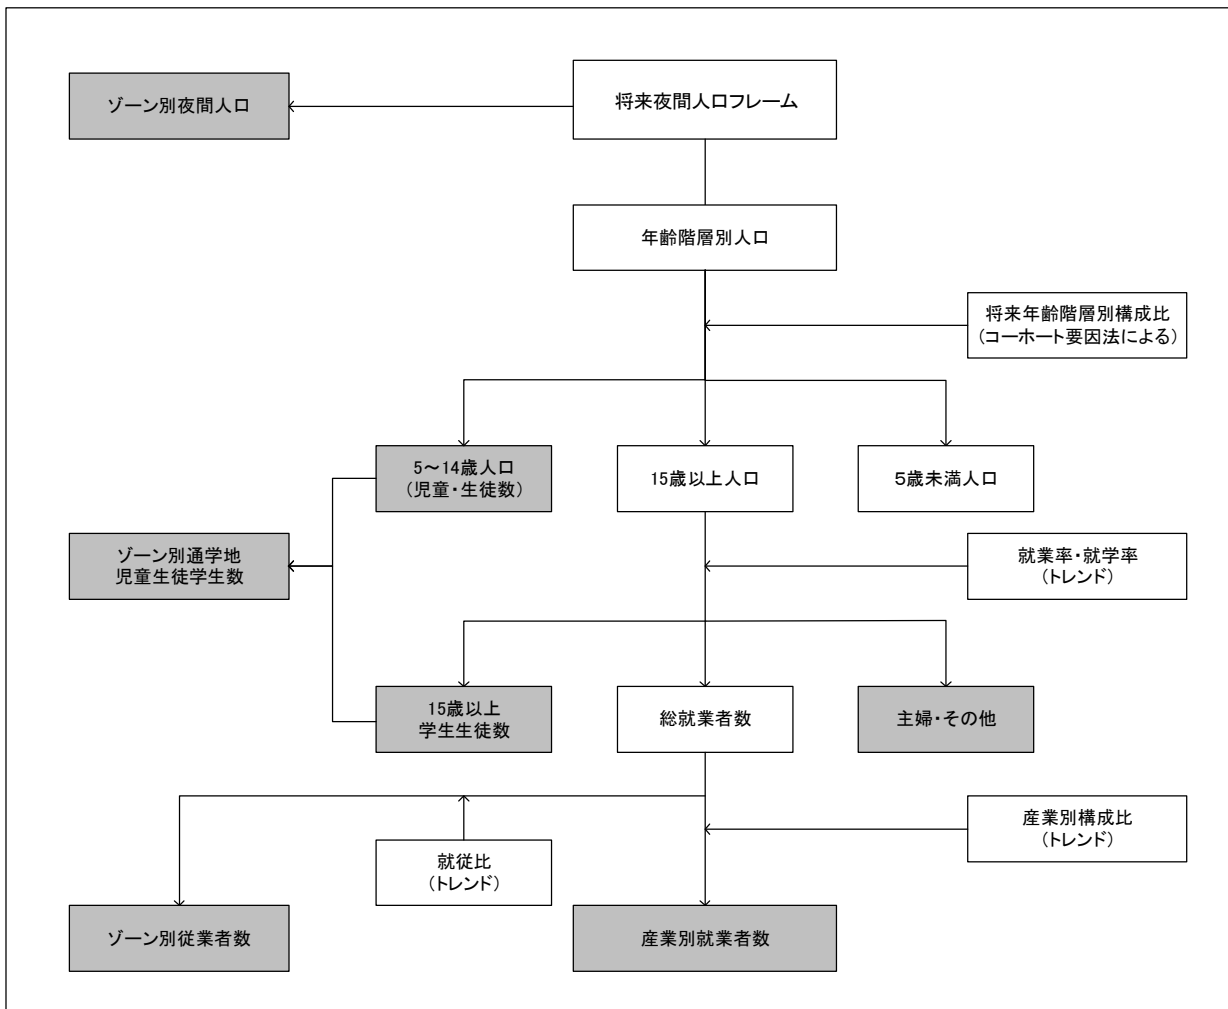 ゾーン別夜間人口
将来夜間人口フレーム
年齢階層別人口
将来年齢階層別構成比
(コーホート要因法による)
5~14歳人口
(児童・生徒数)
15歳以上人口
５歳未満人口
ゾーン別通学地
児童生徒学生数
就業率・就学率
(トレンド)
15歳以上
学生生徒数
総就業者数
主婦・その他
産業別構成比
(トレンド)
就従比
(トレンド)
ゾーン別従業者数
産業別就業者数